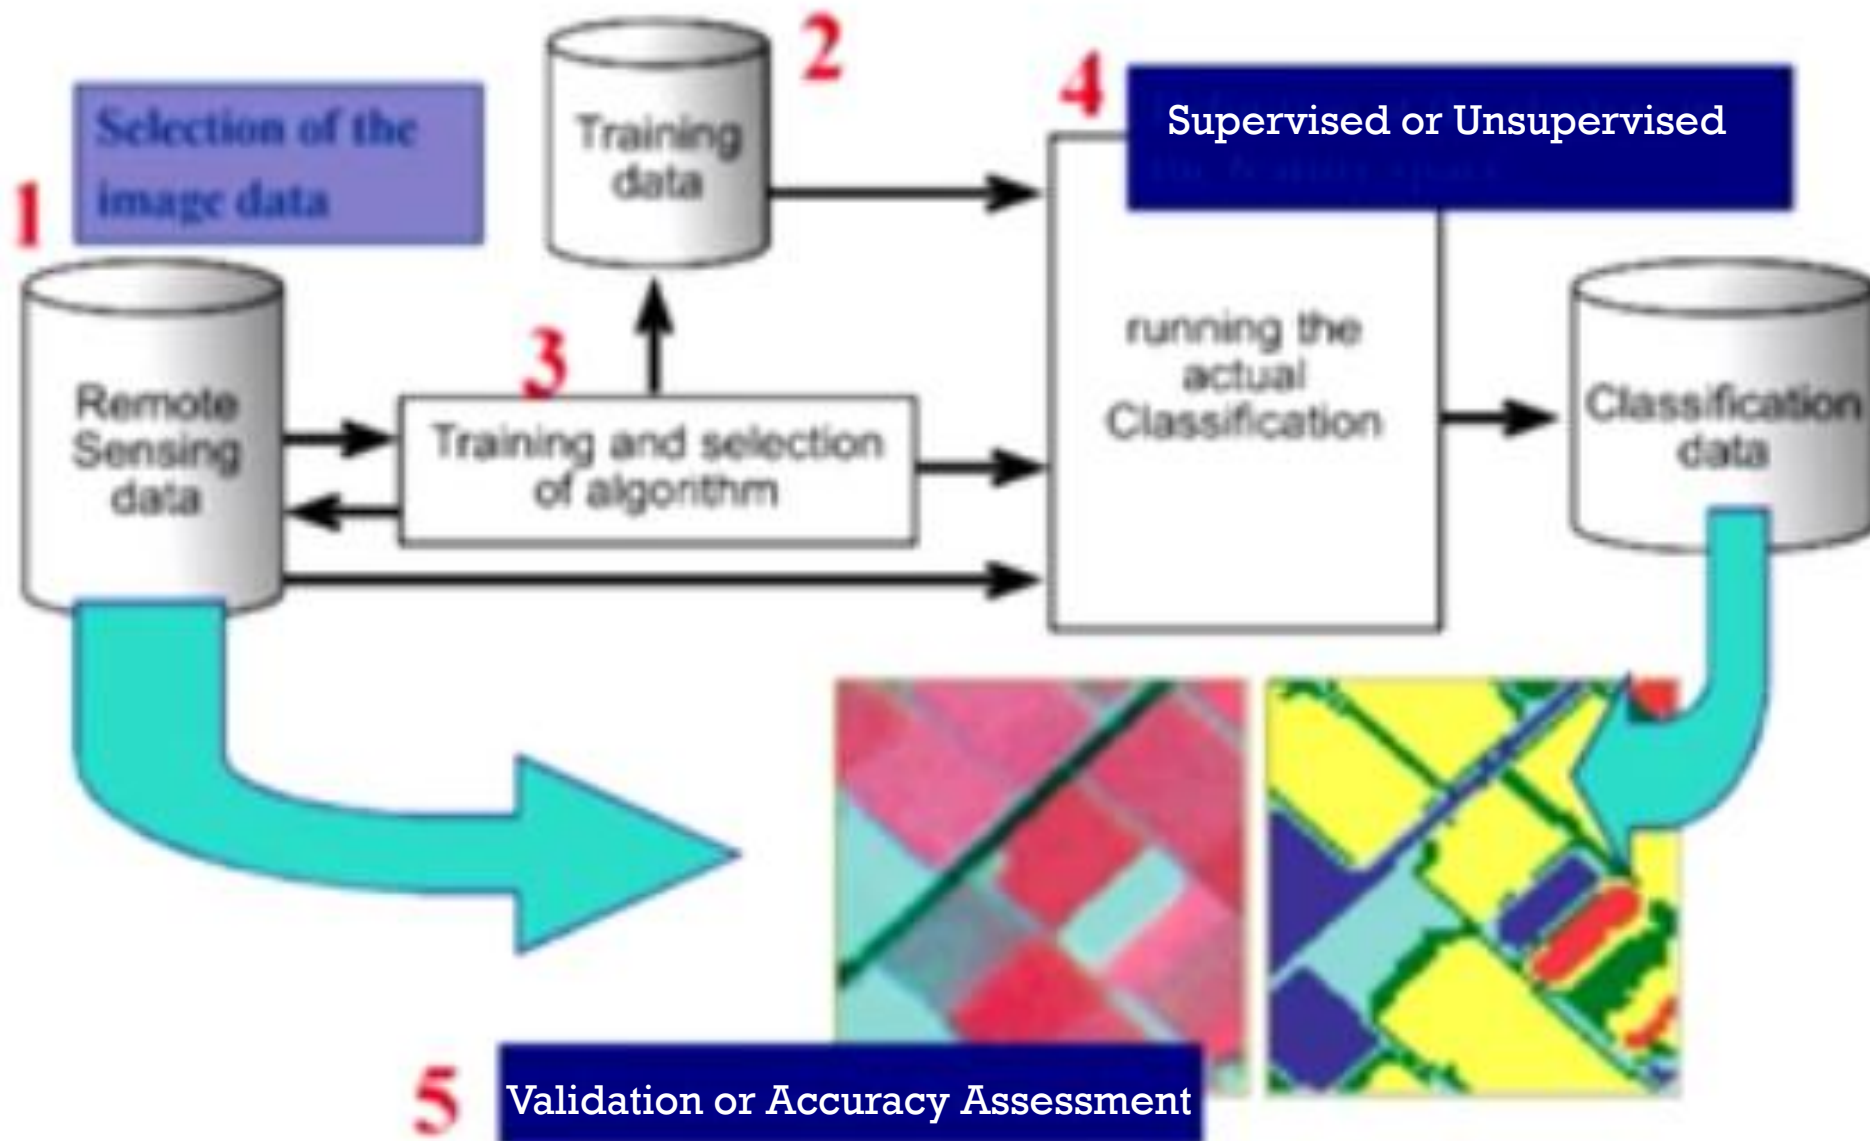 1
Selection of the
image data
2
Training
data
4
Supervised or Unsupervised
Remote
Sensing
data
3
Training and selection
of algorithm
running the
actual
Classification
Classification
data
5
Validation or Accuracy Assessment